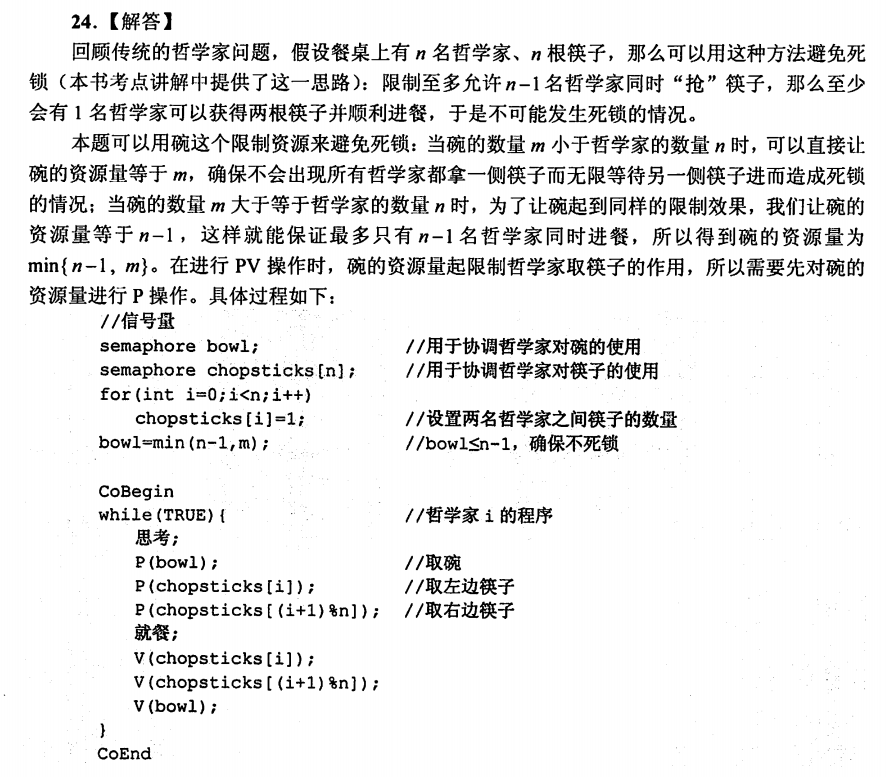 24.【解答】
回顾传统的哲学家问题，假设餐桌上有 n 名哲学家、n 根筷子，那么可以用这种方法避免死
锁（本书考点讲解中提供了这一思路）：限制至多允许 n−1 名哲学家同时“抢”筷子，那么至少
会有 1 名哲学家可以获得两根筷子并顺利进餐，于是不可能发生死锁的情况。
本题可以用碗这个限制资源来避免死锁：当碗的数量 m 小于哲学家的数量 n 时，可以直接让
碗的资源量等于 m，确保不会出现所有哲学家都拿一侧筷子而无限等待另一侧筷子进而造成死锁
的情况；当碗的数量 m 大于等于哲学家的数量 n 时，为了让碗起到同样的限制效果，我们让碗的
资源量等于 n−1，这样就能保证最多只有 n−1 名哲学家同时进餐，所以得到碗的资源量为
min{n−1, m}。在进行 PV 操作时，碗的资源量起限制哲学家取筷子的作用，所以需要先对碗的
资源量进行 P 操作。具体过程如下：
//信号量
semaphore bowl; //用于协调哲学家对碗的使用
semaphore chopsticks[n]; //用于协调哲学家对筷子的使用
for(int i=0;i<n;i++)
chopsticks[i]=1; //设置两名哲学家之间筷子的数量
bowl=min(n-1,m); //bowl≤n-1，确保不死锁
CoBegin
while(TRUE){ //哲学家 i 的程序
思考;
P(bowl); //取碗
P(chopsticks[i]); //取左边筷子
P(chopsticks[(i+1)%n]); //取右边筷子
就餐;
V(chopsticks[i]);
V(chopsticks[(i+1)%n]);
V(bowl);
}
CoEnd